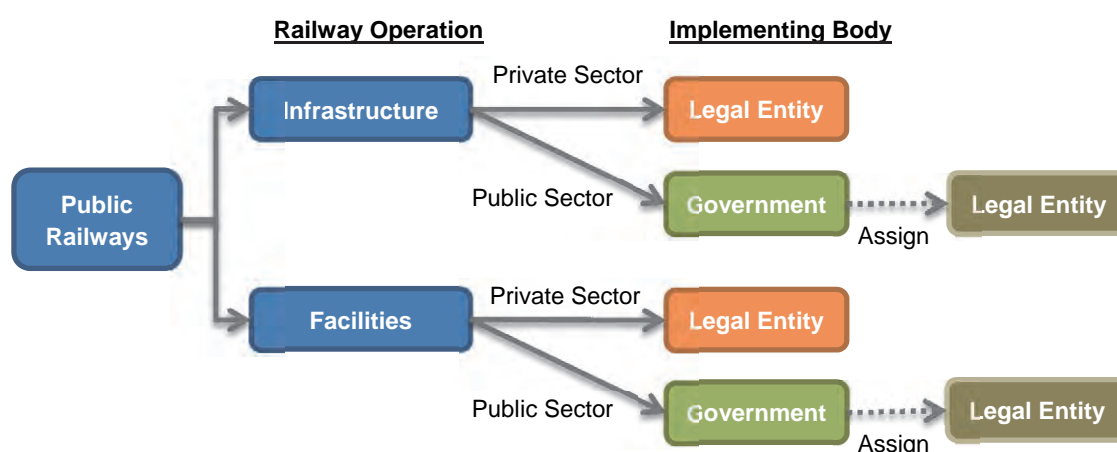 Railway Operation
Implementing Body
Private Sector
Infrastructure
Legal Entity
Public
Railways
Public Sector
Government
Legal Entity
Assign
Private Sector
Facilities
Legal Entity
Public Sector
Government
Legal Entity
Assign